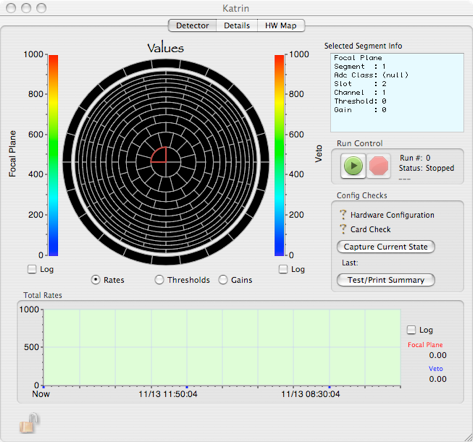 Katrin
Detector Details HW Map
Values
1000
800
600
400
200
0
Focal Plane
Log
1000
800
600
400
200
0
Veto
Log
Rates Thresholds Gains
Selected Segment Info
Focal Plane
Segment : 1
Adc Class: (null)
Slot : 2
Channel : 1
Threshold: 0
Gain : 0
Run Control
Run #: 0
Status: Stopped
---
Config Checks
? Hardware Configuration
? Card Check
Capture Current State
Last:
Test/Print Summary
Total Rates
1000
500
0
Now 11/13 11:50:04 11/13 08:30:04
Log
Focal Plane
0.00
Veto
0.00